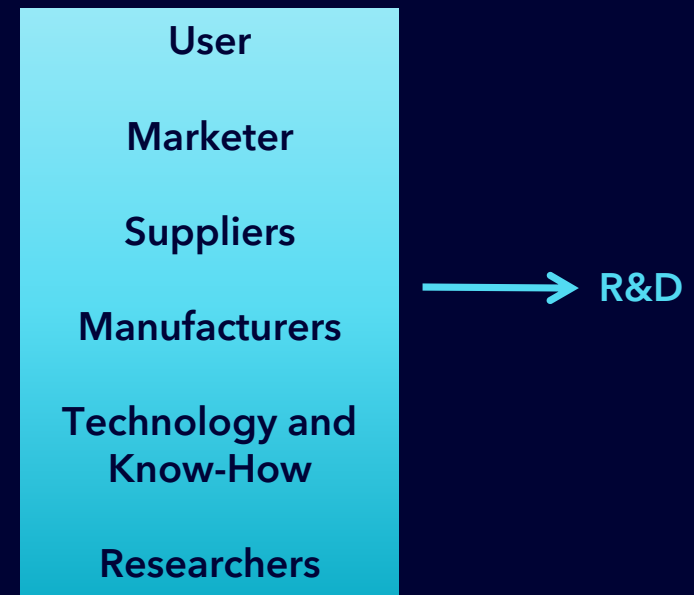 User
Marketer
Suppliers
Manufacturers
Technology and
Know-How
Researchers
R&D